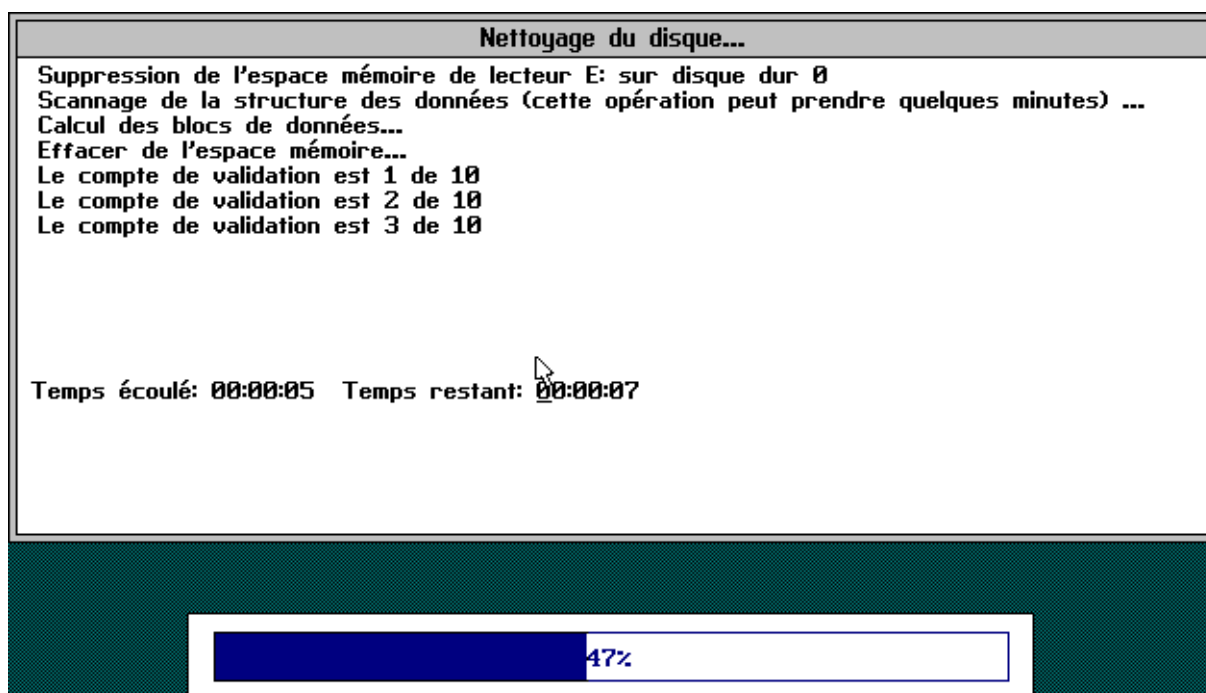 Nettoyage du disque...
Suppression de l'espace mémoire de lecteur E: sur disque dur 0
Scannage de la structure des données (cette opération peut prendre quelques minutes) ...
Calcul des blocs de données...
Effacer de l'espace mémoire...
Le compte de validation est 1 de 10
Le compte de validation est 2 de 10
Le compte de validation est 3 de 10
Temps écoulé: 00:00:05 Temps restant: 00:00:07
47%